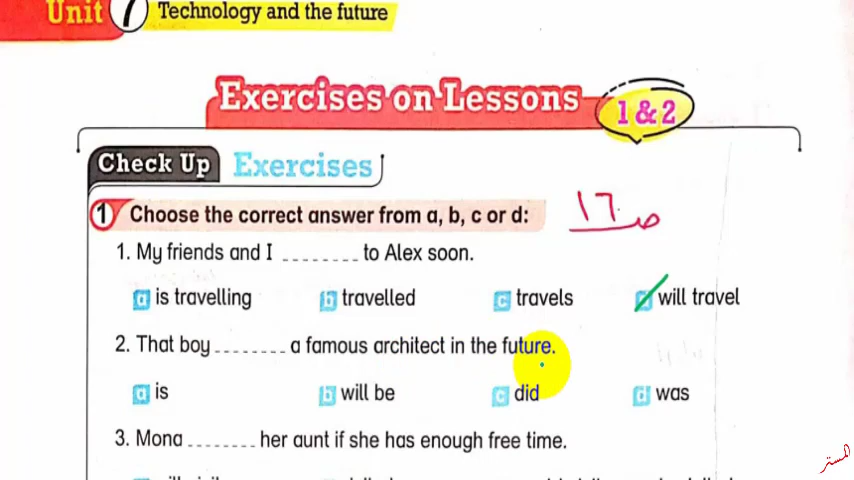 Unit 7 Technology and the future
Exercises on Lessons 1 & 2
Check Up Exercises
1 Choose the correct answer from a, b, c or d: ص ١٦
1. My friends and I ________ to Alex soon.
a is travelling b travelled c travels d will travel
2. That boy ________ a famous architect in the future.
a is b will be c did d was
3. Mona ________ her aunt if she has enough free time.
المستر